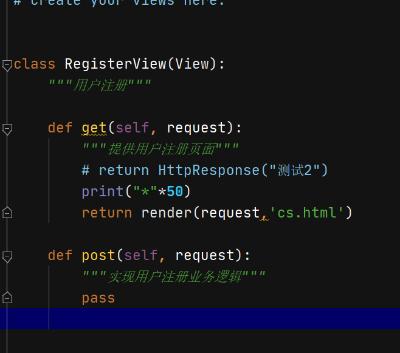 # Create your views here.
class RegisterView(View):
"""用户注册"""
def get(self, request):
"""提供用户注册页面"""
# return HttpResponse("测试2")
print("*"*50)
return render(request,'cs.html')
def post(self, request):
"""实现用户注册业务逻辑"""
pass